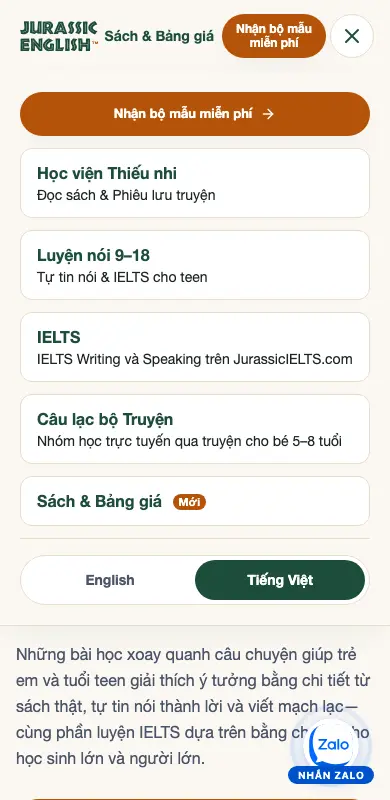 JURASSIC
ENGLISH™
Sách & Bảng giá
Nhận bộ mẫu
miễn phí
Nhận bộ mẫu miễn phí →
Học viện Thiếu nhi
Đọc sách & Phiêu lưu truyện
Luyện nói 9–18
Tự tin nói & IELTS cho teen
IELTS
IELTS Writing và Speaking trên JurassicIELTS.com
Câu lạc bộ Truyện
Nhóm học trực tuyến qua truyện cho bé 5–8 tuổi
Sách & Bảng giá Mới
English
Tiếng Việt
Những bài học xoay quanh câu chuyện giúp trẻ
em và tuổi teen giải thích ý tưởng bằng chi tiết từ
sách thật, tự tin nói thành lời và viết mạch lạc—
cùng phần luyện IELTS dựa trên bằng
học sinh lớn và người lớn.
Zalo
NHẮN ZALO